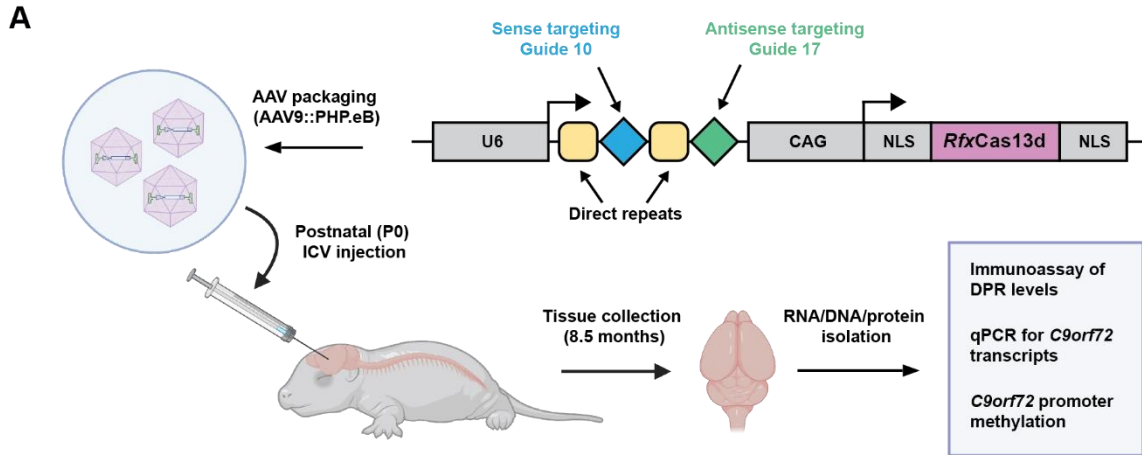 A
Sense targeting
Guide 10
Antisense targeting
Guide 17
AAV packaging
(AAV9::PHP.eB)
U6
CAG
NLS
RfxCas13d
NLS
Direct repeats
Postnatal (P0)
ICV injection
Tissue collection
(8.5 months)
RNA/DNA/protein
isolation
Immunoassay of
DPR levels
qPCR for C9orf72
transcripts
C9orf72 promoter
methylation